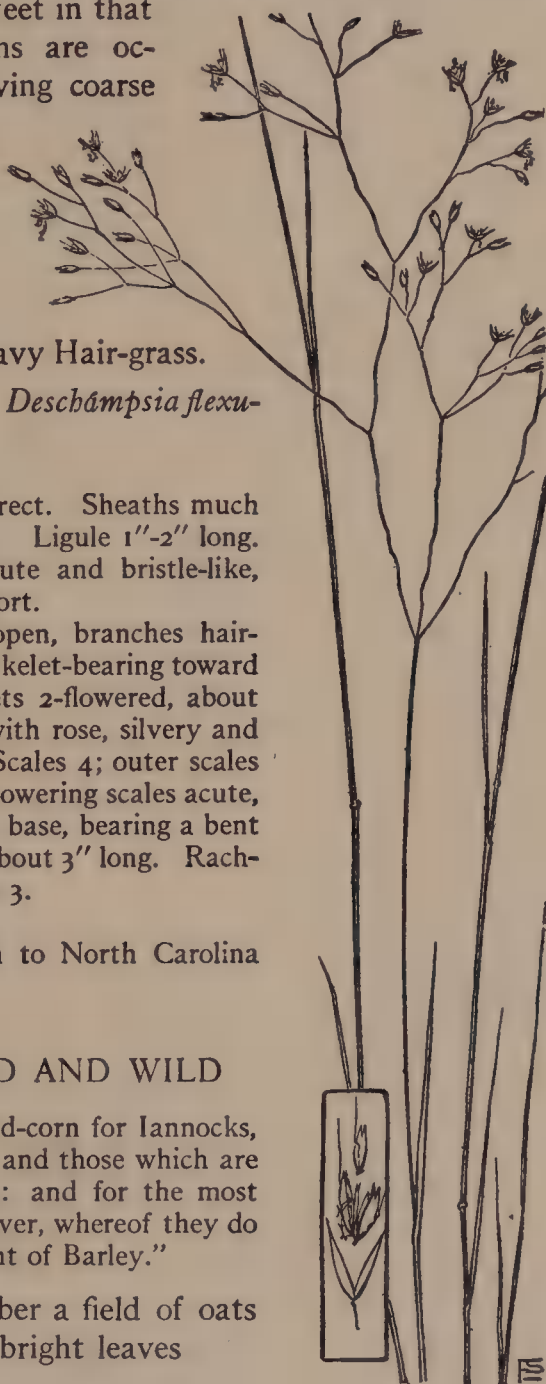 veet in that
ns are oc-
ving coarse
avy Hair-grass.
Deschámpsia flexu-
rect. Sheaths much
Ligule 1″-2″ long.
ute and bristle-like,
ort.
open, branches hair-
kelet-bearing toward
ets 2-flowered, about
with rose, silvery and
Scales 4; outer scales
owering scales acute,
base, bearing a bent
bout 3″ long. Rach-
3.
n to North Carolina
D AND WILD
d-corn for Iannocks,
and those which are
: and for the most
ver, whereof they do
nt of Barley.”
ber a field of oats
bright leaves